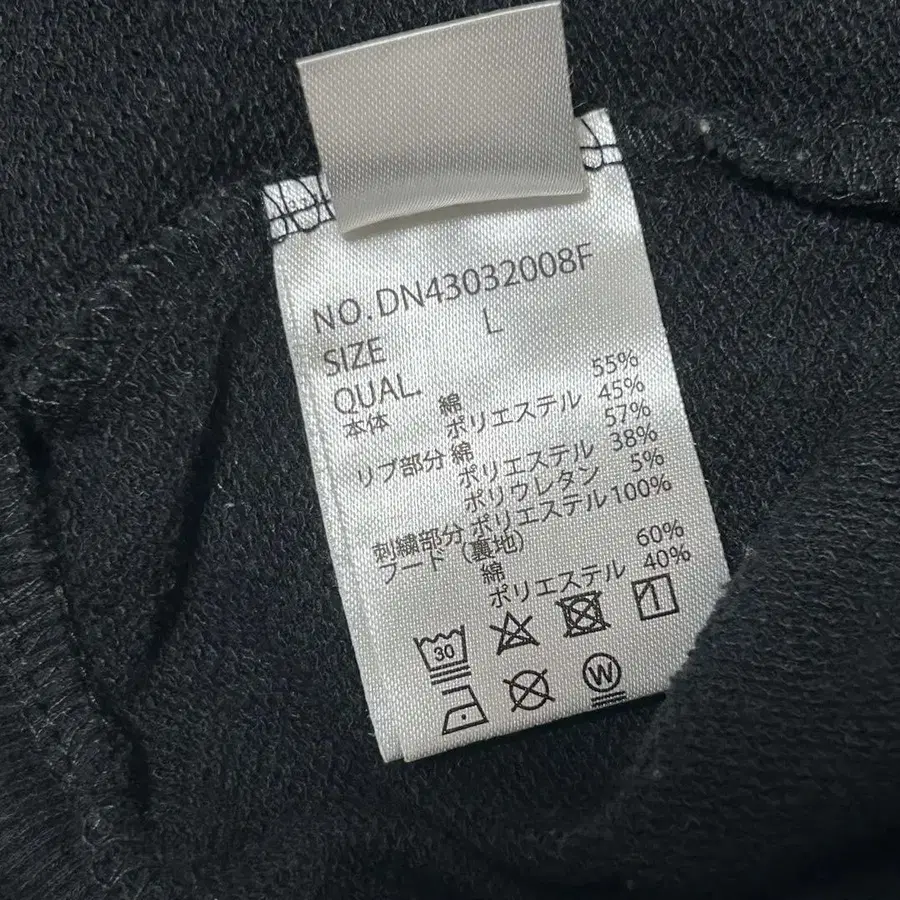 NO. DN43032008F
SIZE L
QUAL.
本体 綿 55%
ポリエステル 45%
リブ部分 綿 57%
ポリエステル 38%
ポリウレタン 5%
刺繍部分 ポリエステル 100%
フード（裏地）
綿 60%
ポリエステル 40%
30
W